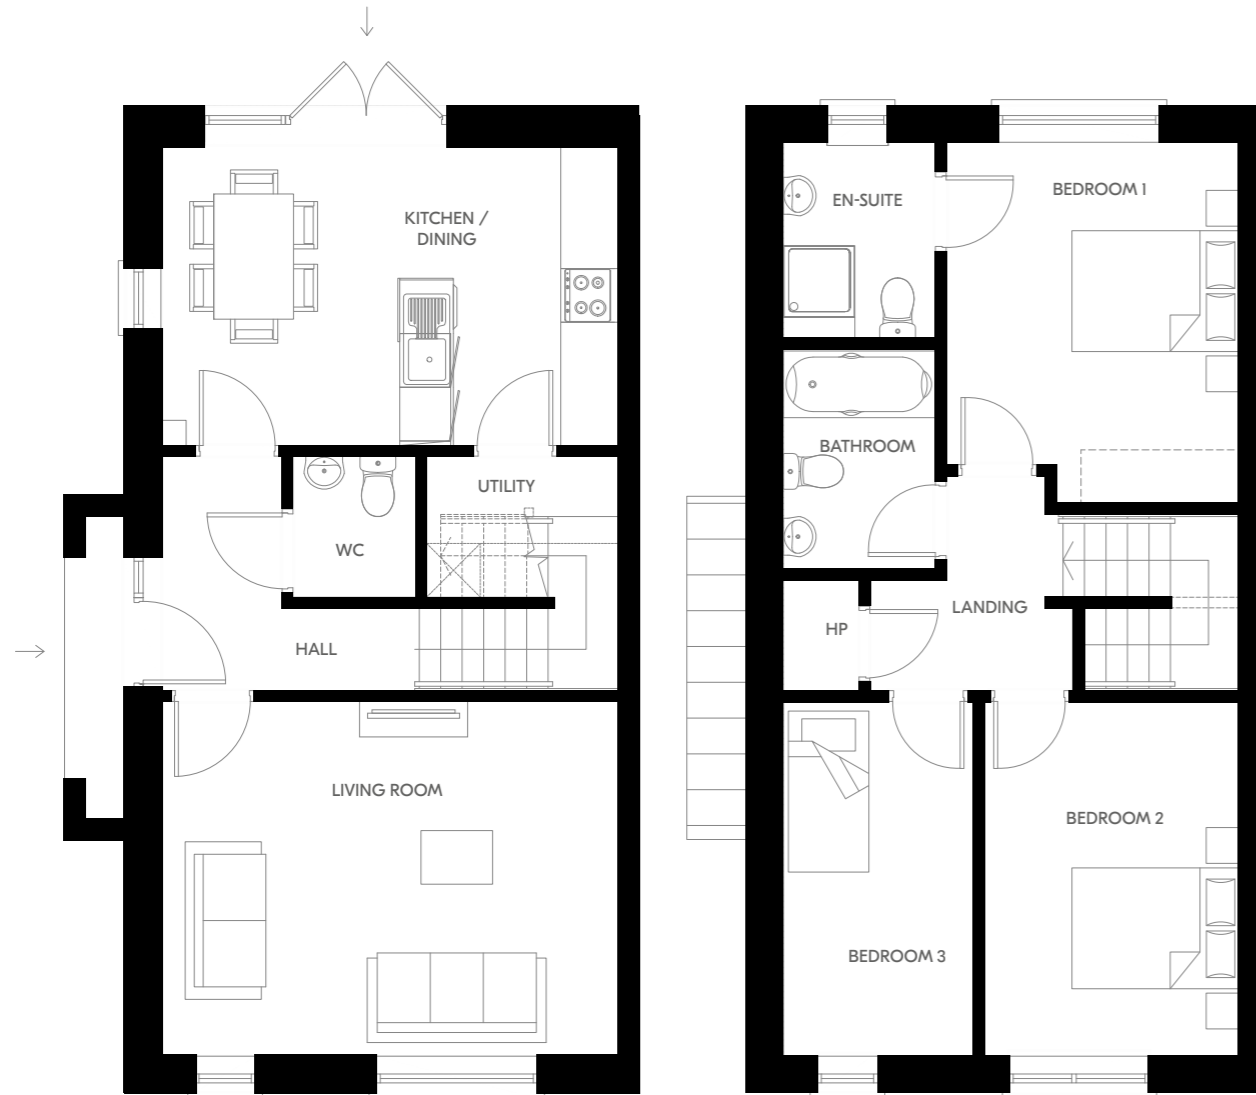 KITCHEN /
DINING
UTILITY
WC
HALL
LIVING ROOM
EN-SUITE
BEDROOM 1
BATHROOM
LANDING
HP
BEDROOM 2
BEDROOM 3